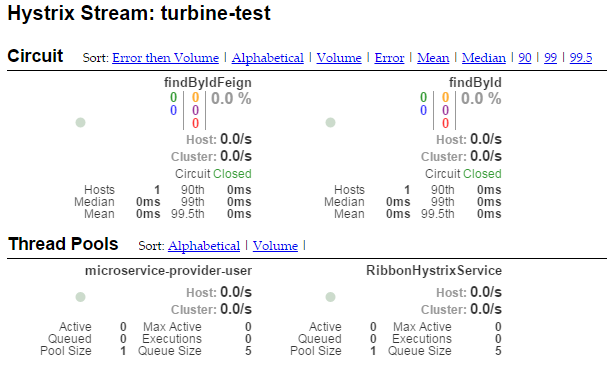 Hystrix Stream: turbine-test
Circuit Sort: Error then Volume | Alphabetical | Volume | Error | Mean | Median | 90 | 99 | 99.5
findByIdFeign
0 | 0 | 0.0 %
0 | 0
0
Host: 0.0/s
Cluster: 0.0/s
Circuit Closed
Hosts 1 90th 0ms
Median 0ms 99th 0ms
Mean 0ms 99.5th 0ms
findById
0 | 0 | 0.0 %
0 | 0
0
Host: 0.0/s
Cluster: 0.0/s
Circuit Closed
Hosts 1 90th 0ms
Median 0ms 99th 0ms
Mean 0ms 99.5th 0ms
Thread Pools Sort: Alphabetical | Volume |
microservice-provider-user
Host: 0.0/s
Cluster: 0.0/s
Active 0 Max Active 0
Queued 0 Executions 0
Pool Size 1 Queue Size 5
RibbonHystrixService
Host: 0.0/s
Cluster: 0.0/s
Active 0 Max Active 0
Queued 0 Executions 0
Pool Size 1 Queue Size 5